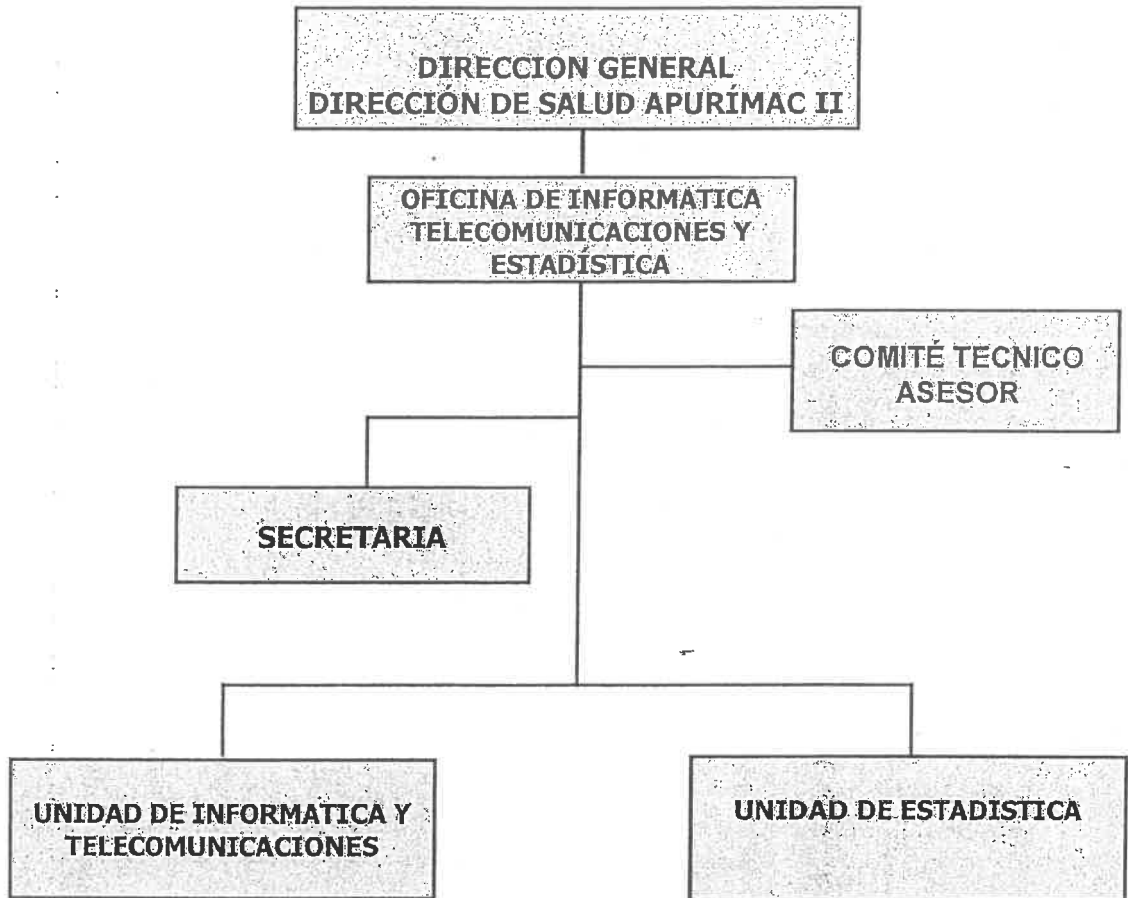 DIRECCION GENERAL
DIRECCIÓN DE SALUD APURÍMAC II
OFICINA DE INFORMATICA
TELECOMUNICACIONES Y
ESTADÍSTICA
COMITÉ TECNICO
ASESOR
SECRETARIA
UNIDAD DE INFORMATICA Y
TELECOMUNICACIONES
UNIDAD DE ESTADISTICA